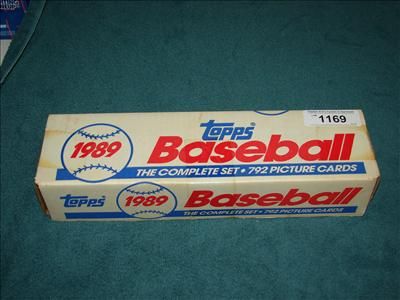 1169
topps
1989
Baseball
THE COMPLETE SET • 792 PICTURE CARDS
topps
1989
Baseball
THE COMPLETE SET • 792 PICTURE CARDS